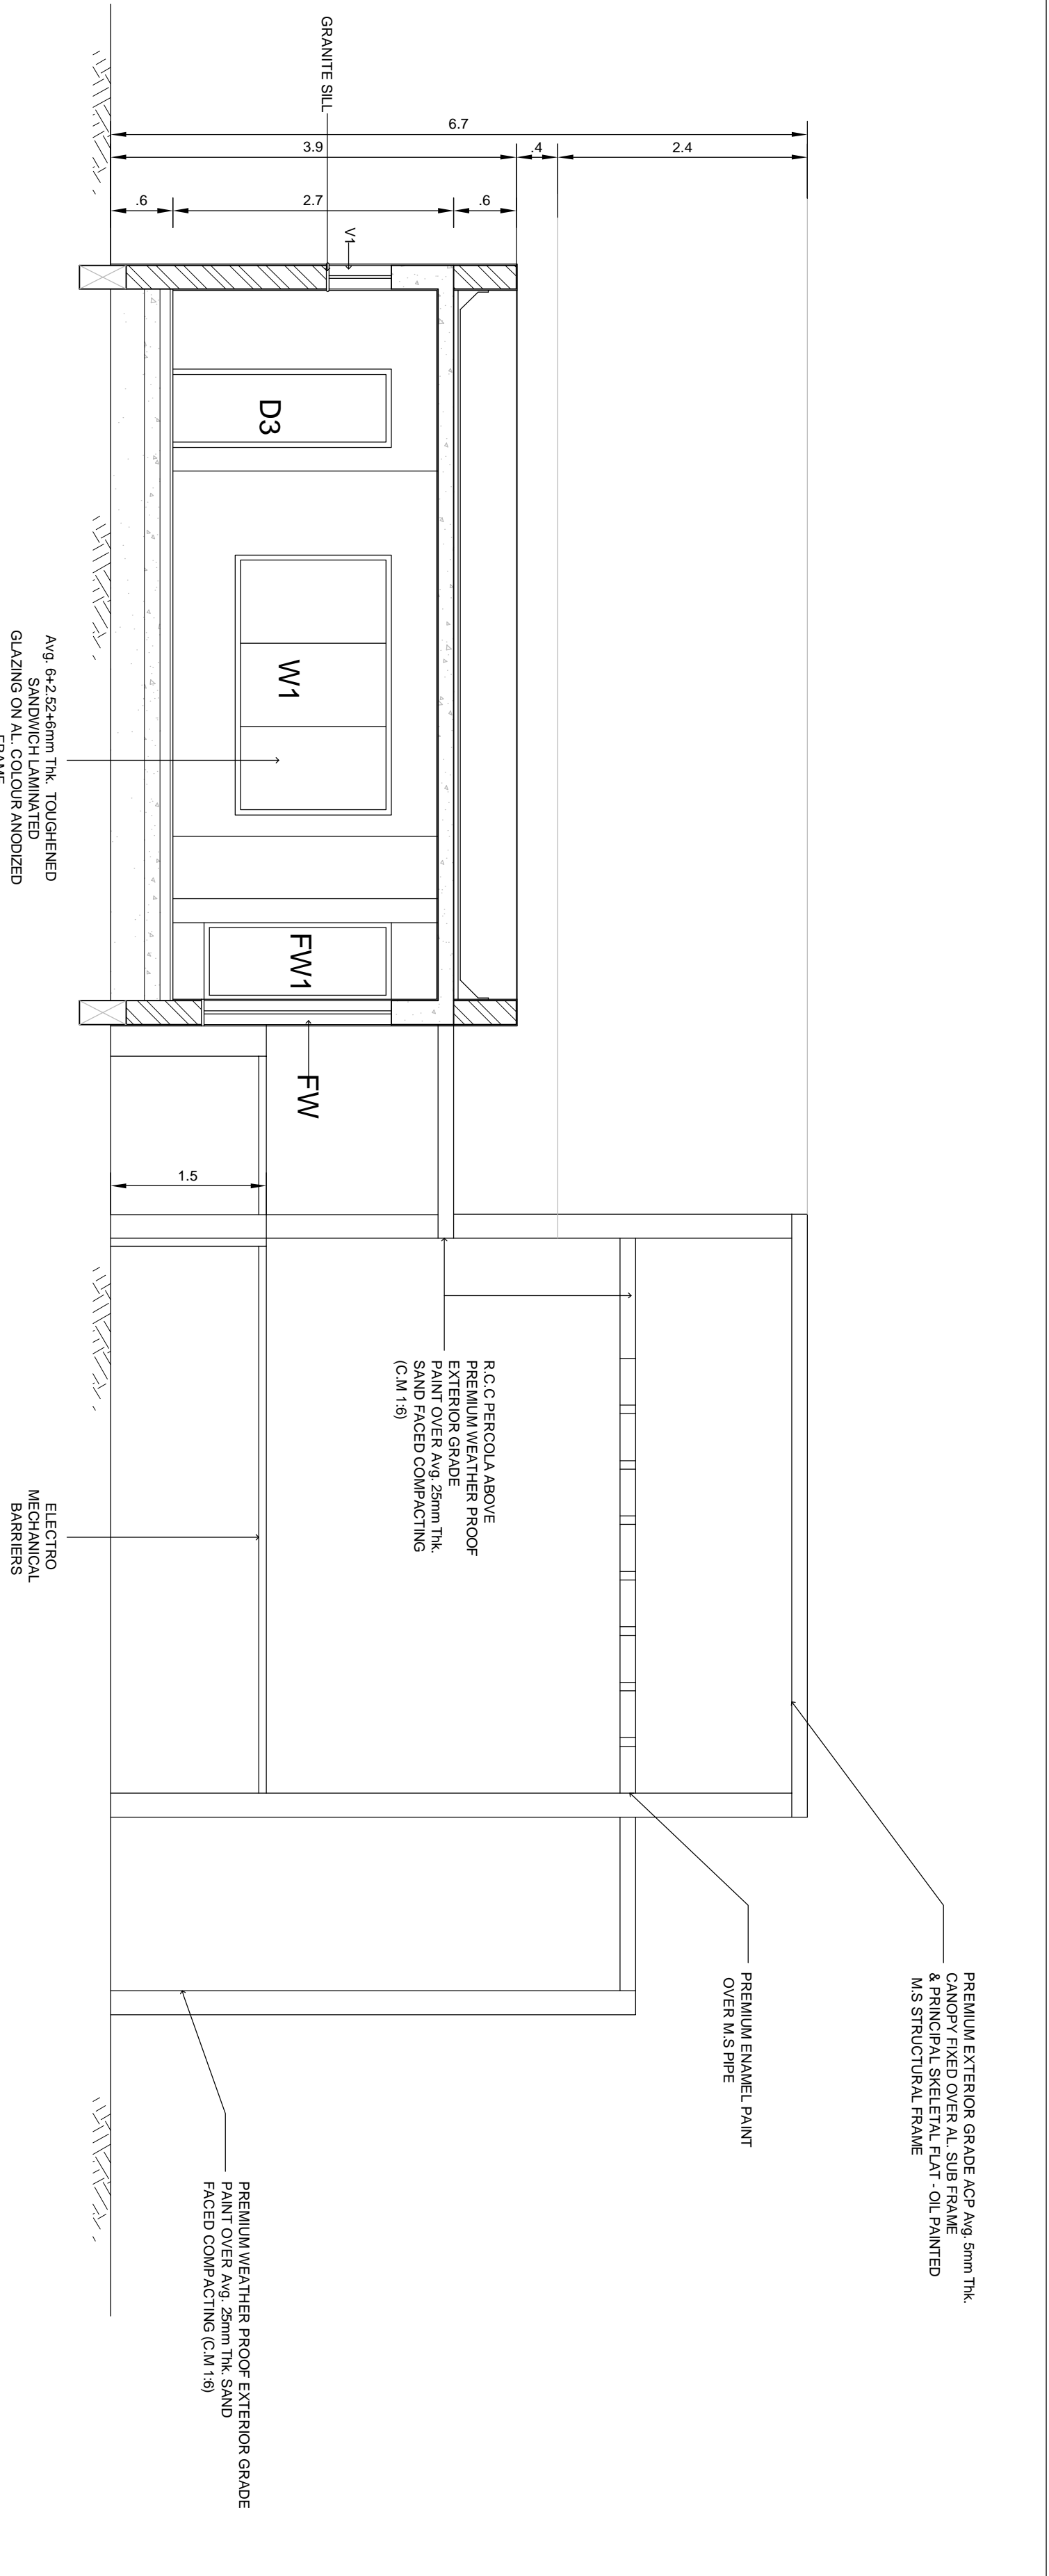 PREMIUM EXTERIOR GRADE ACP Avg. 5mm Thk.
CANOPY FIXED OVER AL. SUB FRAME
& PRINCIPAL SKELETAL FLAT - OIL PAINTED
M.S STRUCTURAL FRAME
PREMIUM ENAMEL PAINT
OVER M.S PIPE
6.7
2.4
.4
3.9
.6
2.7
.6
R.C.C PERCOLA ABOVE
PREMIUM WEATHER PROOF
EXTERIOR GRADE
PAINT OVER Avg. 25mm Thk.
SAND FACED COMPACTING
(C.M 1:6)
GRANITE SILL
V1
D3
W1
FW1
FW
1.5
PREMIUM WEATHER PROOF EXTERIOR GRADE
PAINT OVER Avg. 25mm Thk. SAND
FACED COMPACTING (C.M 1:6)
Avg. 6+2.52+6mm Thk. TOUGHENED
SANDWICH LAMINATED
GLAZING ON AL. COLOUR ANODIZED
FRAME
ELECTRO
MECHANICAL
BARRIERS